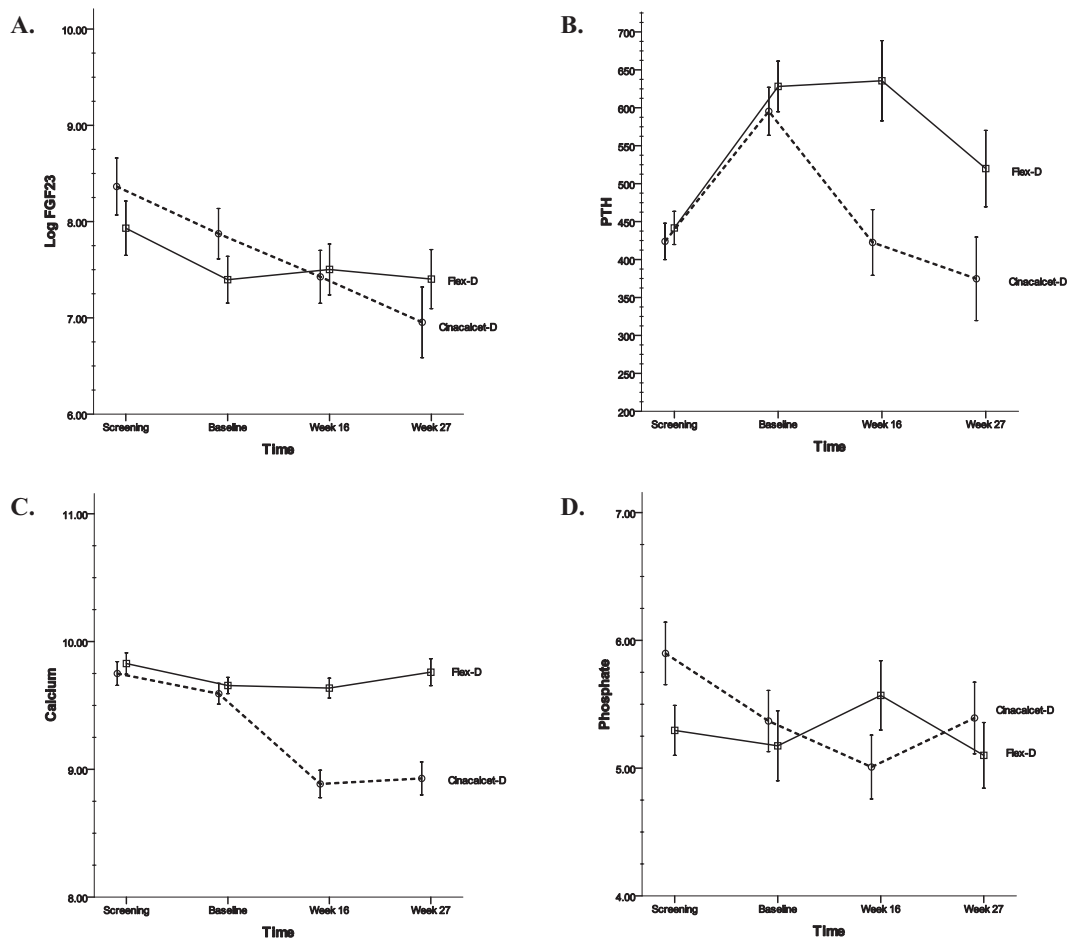 A.
10.00
9.00
8.00
7.00
6.00
Log FGF23
Flex-D
Cinacalcet-D
Screening Baseline Week 16 Week 27
Time
B.
700
650
600
550
500
450
400
350
300
250
200
PTH
Flex-D
Cinacalcet-D
Screening Baseline Week 16 Week 27
Time
C.
11.00
10.00
9.00
8.00
Calcium
Flex-D
Cinacalcet-D
Screening Baseline Week 16 Week 27
Time
D.
7.00
6.00
5.00
4.00
Phosphate
Cinacalcet-D
Flex-D
Screening Baseline Week 16 Week 27
Time